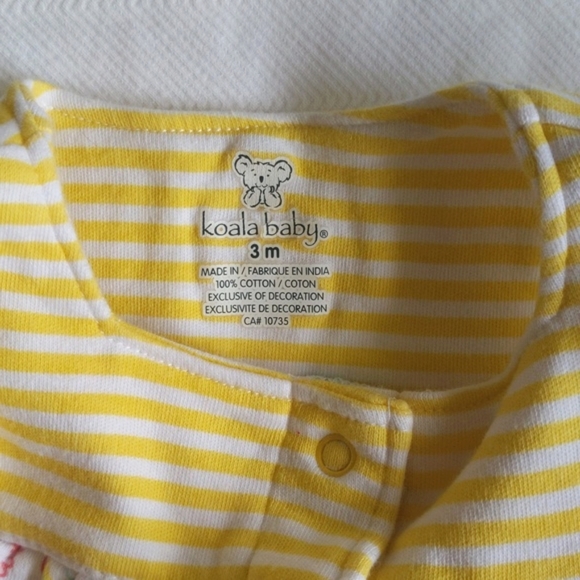 koala baby®
3 m
MADE IN / FABRIQUE EN INDIA
100% COTTON / COTON
EXCLUSIVE OF DECORATION
EXCLUSIVITE DE DECORATION
CA# 10735